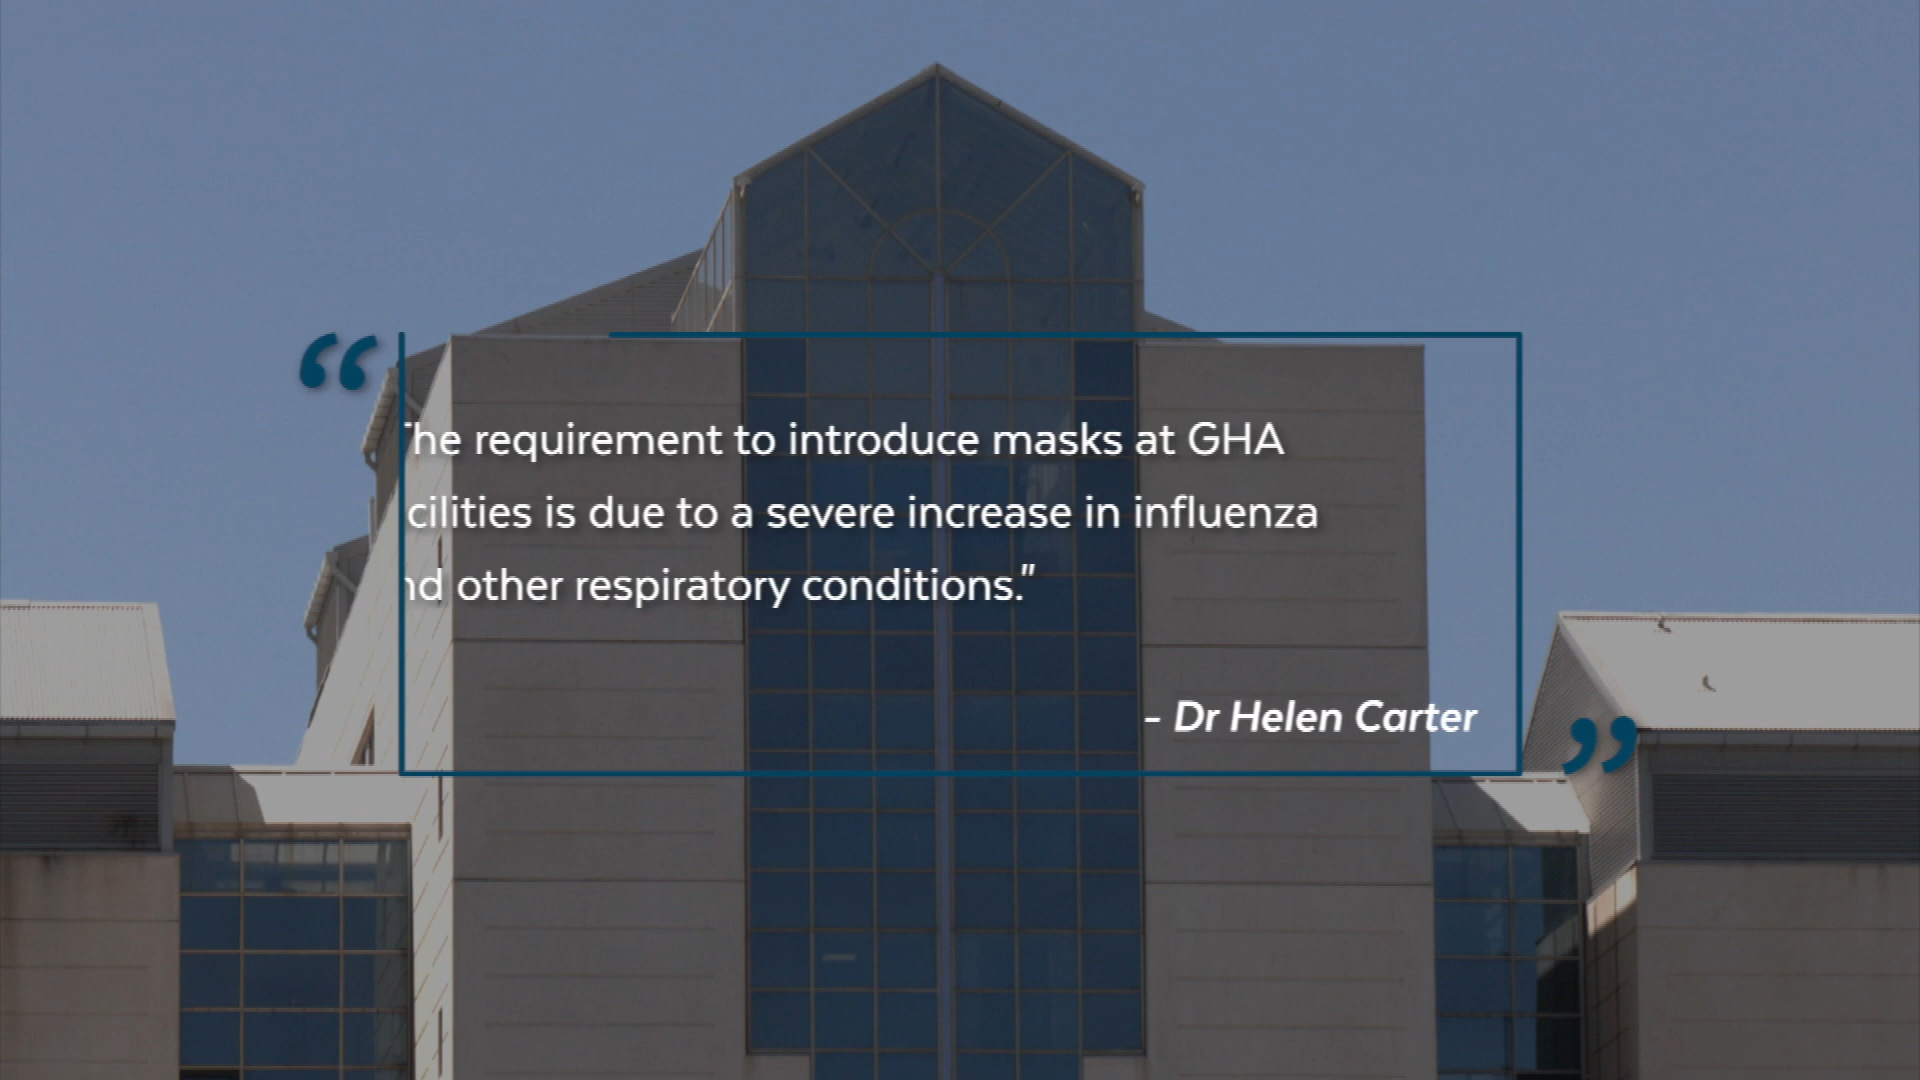 he requirement to introduce masks at GHA
cilities is due to a severe increase in influenza
nd other respiratory conditions."
- Dr Helen Carter